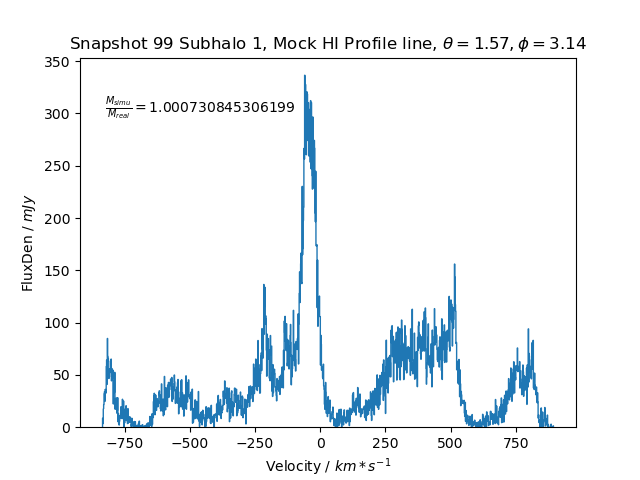 Snapshot 99 Subhalo 1, Mock HI Profile line, θ = 1.57, ϕ = 3.14
350
300
250
200
150
100
50
0
FluxDen / mJy
M_simu/M_real = 1.000730845306199
−750 −500 −250 0 250 500 750
Velocity / km * s⁻¹